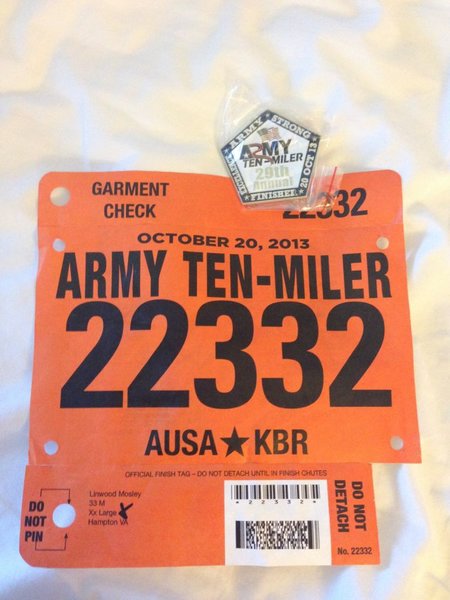 ARMY STRONG
ARMY
TEN-MILER
29th
Annual
FINISHER
20 OCT 13
GARMENT
CHECK
22332
OCTOBER 20, 2013
ARMY TEN-MILER
22332
AUSA★KBR
OFFICIAL FINISH TAG – DO NOT DETACH UNTIL IN FINISH CHUTES
DO
NOT
PIN
Linwood Mosley
33 M
Xx Large X
Hampton VA
*22332*
DO NOT
DETACH
No. 22332